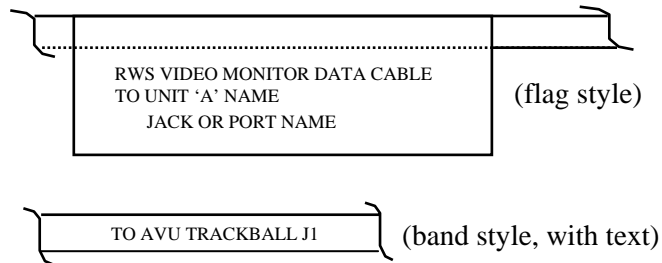 RWS VIDEO MONITOR DATA CABLE
TO UNIT ‘A’ NAME
JACK OR PORT NAME
(flag style)
TO AVU TRACKBALL J1
(band style, with text)